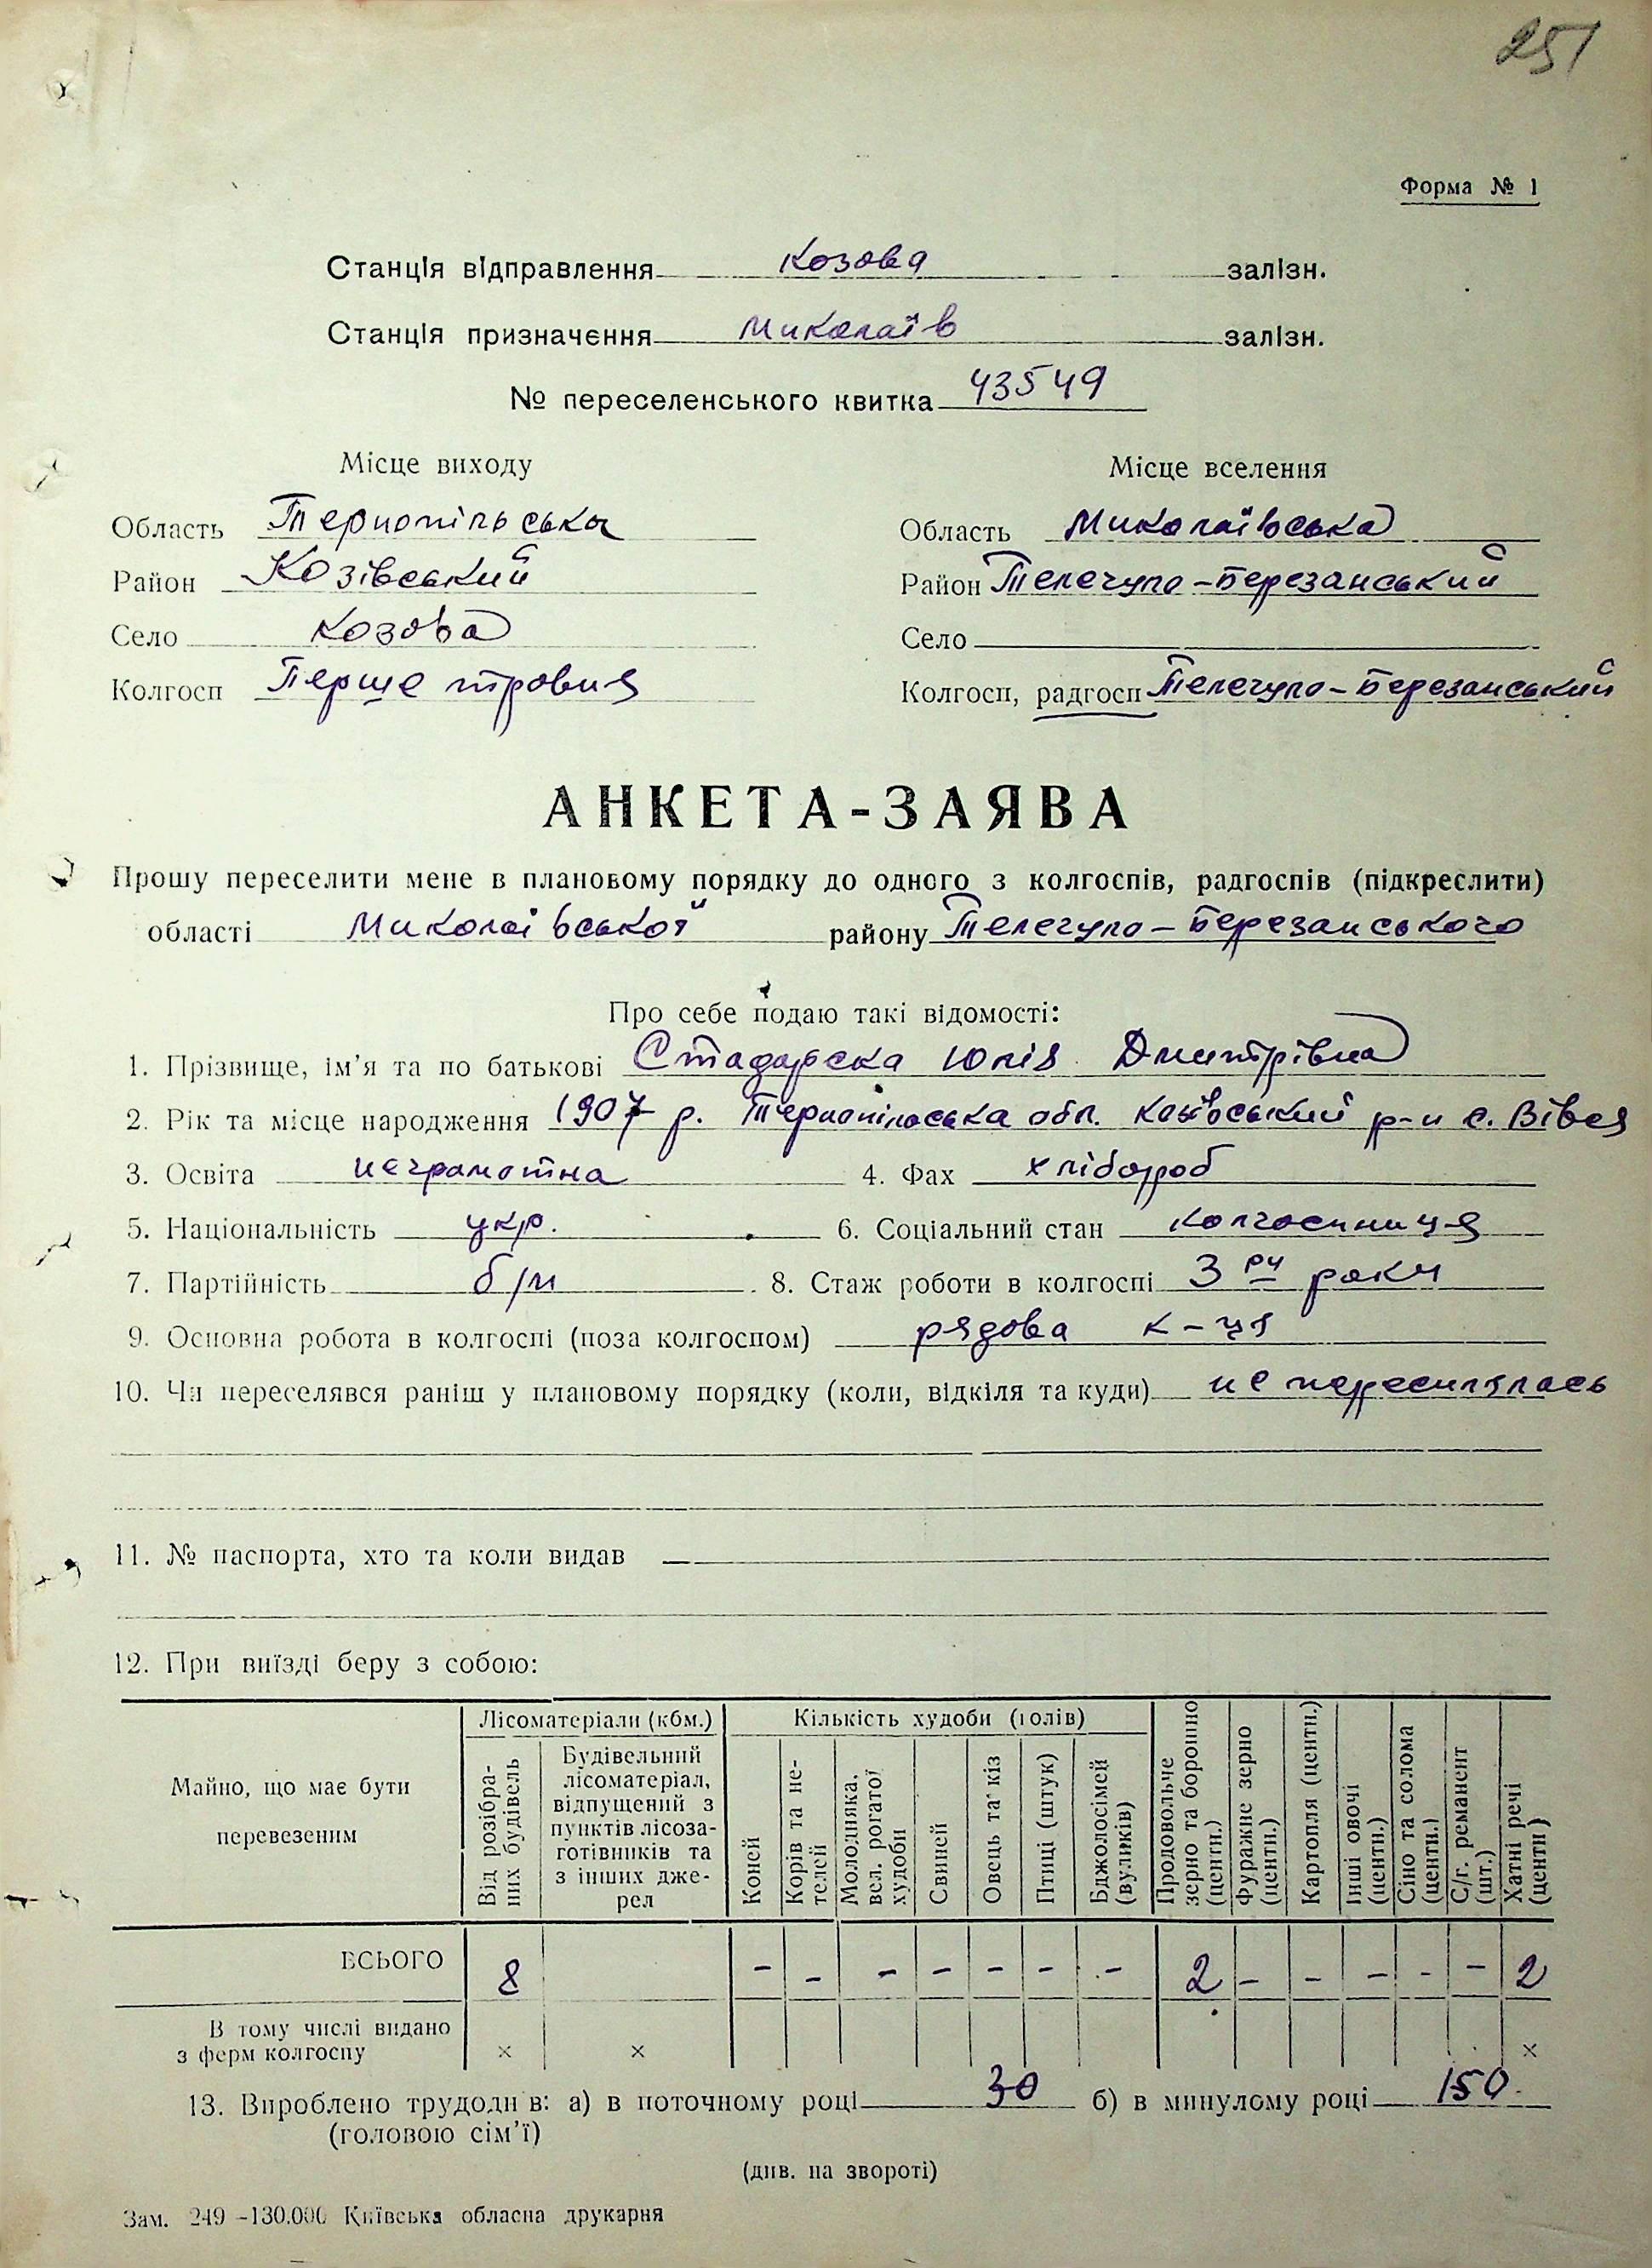 251
Форма № 1
Станція відправлення Козова залізн.
Станція призначення Миколаїв залізн.
№ переселенського квитка 43549
Місце виходу
Область Тернопільська
Район Козівський
Село Козова
Колгосп Перше травня
Місце вселення
Область Миколаївська
Район Тилегуло-Березанський
Село
Колгосп, радгосп Тилегуло-Березанський
АНКЕТА-ЗАЯВА
Прошу переселити мене в плановому порядку до одного з колгоспів, радгоспів (підкреслити)
області Миколаївської району Тилегуло-Березанського
Про себе подаю такі відомості:
1. Прізвище, ім'я та по батькові Юлія Дмитрівна
2. Рік та місце народження 1907 р. Тернопільська обл. Козівський р-н с. Вівся
3. Освіта неграмотна 4. Фах хлібороб
5. Національність укр. 6. Соціальний стан колгоспниця
7. Партійність б/п 8. Стаж роботи в колгоспі 3 ри роки
9. Основна робота в колгоспі (поза колгоспом) рядова к-ця
10. Чи переселявся раніш у плановому порядку (коли, відкіля та куди) не пересилялась
11. № паспорта, хто та коли видав
12. При виїзді беру з собою:
Майно, що має бути перевезеним
Лісоматеріали (кбм.)
Від розібраних будівель
Будівельний лісоматеріал, відпущений з пунктів лісозаготівників та з інших джерел
Кількість худоби (голів)
Коней
Корів та нетелей
Молодняка, вел. рогатої худоби
Свиней
Овець та кіз
Птиці (штук)
Бджолосімей (вуликів)
Продовольче зерно та борошно (центн.)
Фуражне зерно (центн.)
Картопля (центн.)
Інші овочі (центн.)
Сіно та солома (центн.)
С/г. реманент (шт.)
Хатні речі (центн)
ВСЬОГО 8 - - - - - - - 2 - - - - - 2
В тому числі видано з ферм колгоспу × × ×
13. Вироблено трудоднів: а) в поточному році 30 б) в минулому році 150
(головою сім'ї)
(див. на звороті)
Зам. 249 -130.000 Київська обласна друкарня